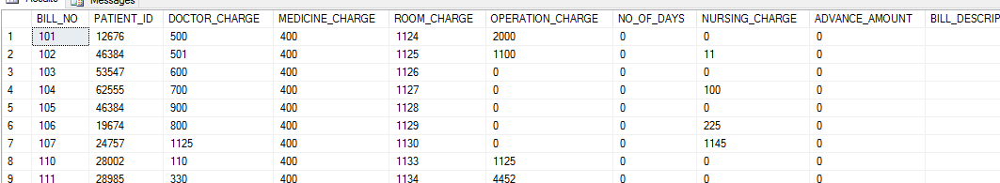 Results Messages
BILL_NO PATIENT_ID DOCTOR_CHARGE MEDICINE_CHARGE ROOM_CHARGE OPERATION_CHARGE NO_OF_DAYS NURSING_CHARGE ADVANCE_AMOUNT BILL_DESCRIP
1 101 12676 500 400 1124 2000 0 0 0
2 102 46384 501 400 1125 1100 0 11 0
3 103 53547 600 400 1126 0 0 0 0
4 104 62555 700 400 1127 0 0 100 0
5 105 46384 900 400 1128 0 0 0 0
6 106 19674 800 400 1129 0 0 225 0
7 107 24757 1125 400 1130 0 0 1145 0
8 110 28002 110 400 1133 1125 0 0 0
9 111 28985 330 400 1134 4452 0 0 0